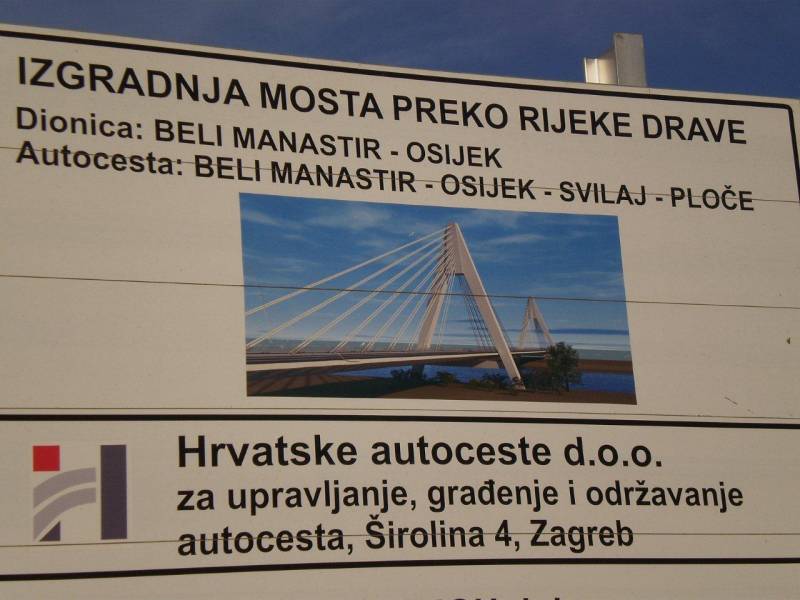 IZGRADNJA MOSTA PREKO RIJEKE DRAVE
Dionica: BELI MANASTIR - OSIJEK
Autocesta: BELI MANASTIR - OSIJEK - SVILAJ - PLOČE
Hrvatske autoceste d.o.o.
za upravljanje, građenje i održavanje
autocesta, Širolina 4, Zagreb